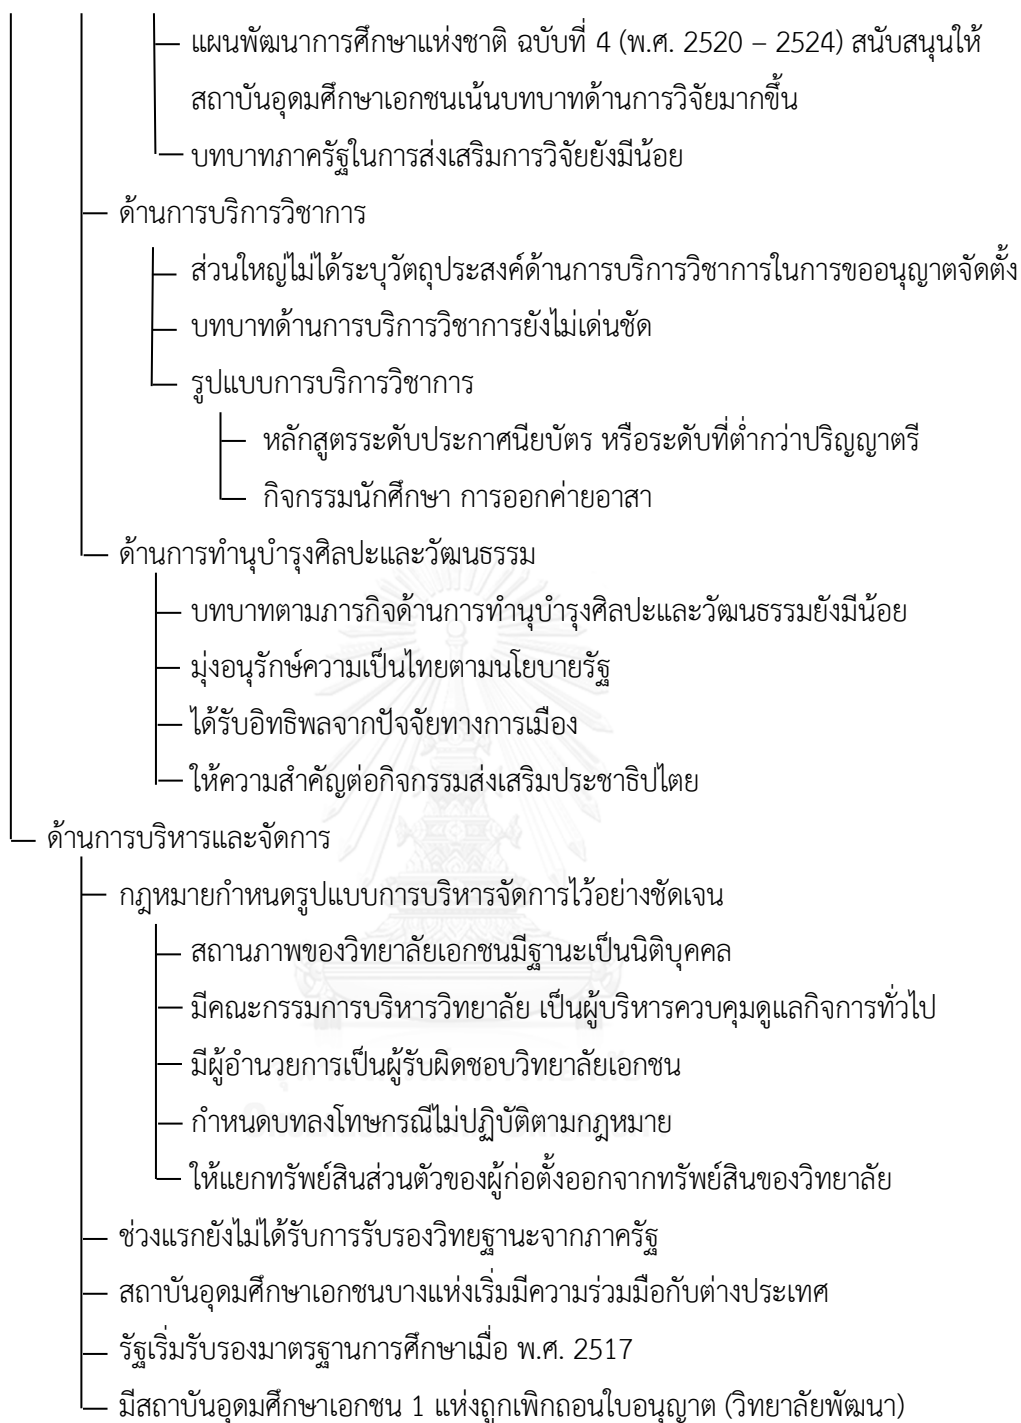 แผนพัฒนาการศึกษาแห่งชาติ ฉบับที่ 4 (พ.ศ. 2520 – 2524) สนับสนุนให้
สถาบันอุดมศึกษาเอกชนเน้นบทบาทด้านการวิจัยมากขึ้น
บทบาทภาครัฐในการส่งเสริมการวิจัยยังมีน้อย
ด้านการบริการวิชาการ
ส่วนใหญ่ไม่ได้ระบุวัตถุประสงค์ด้านการบริการวิชาการในการขออนุญาตจัดตั้ง
บทบาทด้านการบริการวิชาการยังไม่เด่นชัด
รูปแบบการบริการวิชาการ
หลักสูตรระดับประกาศนียบัตร หรือระดับที่ต่ำกว่าปริญญาตรี
กิจกรรมนักศึกษา การออกค่ายอาสา
ด้านการทำนุบำรุงศิลปะและวัฒนธรรม
บทบาทตามภารกิจด้านการทำนุบำรุงศิลปะและวัฒนธรรมยังมีน้อย
มุ่งอนุรักษ์ความเป็นไทยตามนโยบายรัฐ
ได้รับอิทธิพลจากปัจจัยทางการเมือง
ให้ความสำคัญต่อกิจกรรมส่งเสริมประชาธิปไตย
ด้านการบริหารและจัดการ
กฎหมายกำหนดรูปแบบการบริหารจัดการไว้อย่างชัดเจน
สถานภาพของวิทยาลัยเอกชนมีฐานะเป็นนิติบุคคล
มีคณะกรรมการบริหารวิทยาลัย เป็นผู้บริหารควบคุมดูแลกิจการทั่วไป
มีผู้อำนวยการเป็นผู้รับผิดชอบวิทยาลัยเอกชน
กำหนดบทลงโทษกรณีไม่ปฏิบัติตามกฎหมาย
ให้แยกทรัพย์สินส่วนตัวของผู้ก่อตั้งออกจากทรัพย์สินของวิทยาลัย
ช่วงแรกยังไม่ได้รับการรับรองวิทยฐานะจากภาครัฐ
สถาบันอุดมศึกษาเอกชนบางแห่งเริ่มมีความร่วมมือกับต่างประเทศ
รัฐเริ่มรับรองมาตรฐานการศึกษาเมื่อ พ.ศ. 2517
มีสถาบันอุดมศึกษาเอกชน 1 แห่งถูกเพิกถอนใบอนุญาต (วิทยาลัยพัฒนา)